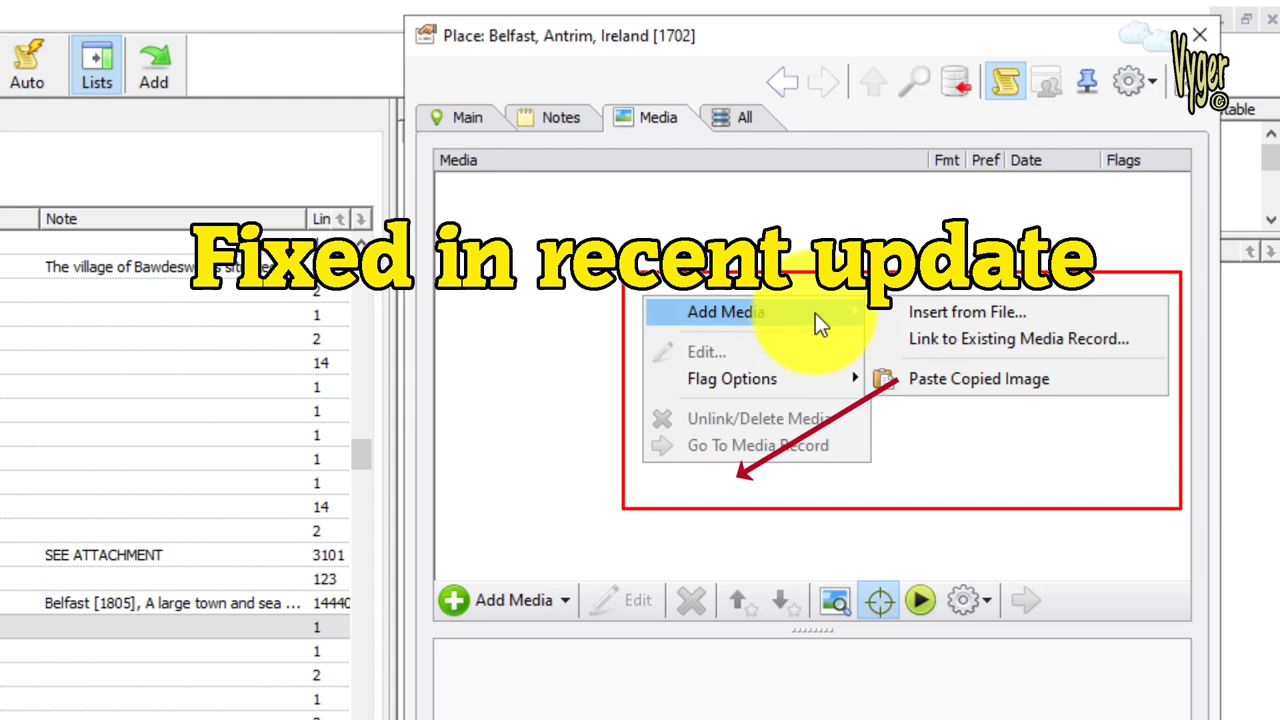 Place: Belfast, Antrim, Ireland [1702]
Vyger©
Auto
Lists
Add
Main
Notes
Media
All
Media
Fmt
Pref
Date
Flags
Note
Lin
The village of
2
1
2
14
1
1
1
1
1
14
2
SEE ATTACHMENT
3101
123
Belfast [1805], A large town and sea ...
1
1
2
1
Fixed in recent update
Add Media
Edit...
Flag Options
Unlink/Delete Media
Go To Media Record
Insert from File...
Link to Existing Media Record...
Paste Copied Image
Add Media
Edit